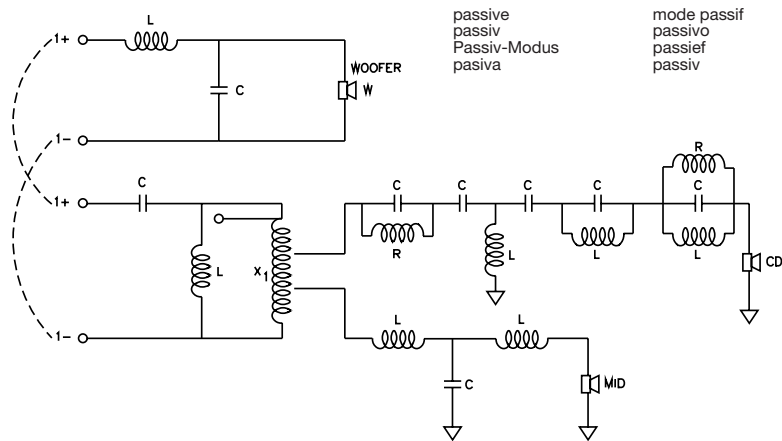 passive mode passif
passiv passivo
Passiv-Modus passief
pasiva passiv
L
1+
WOOFER
C W
1-
R
1+ C C C C C C
R L L L
L X1 CD
1- L L
C MID